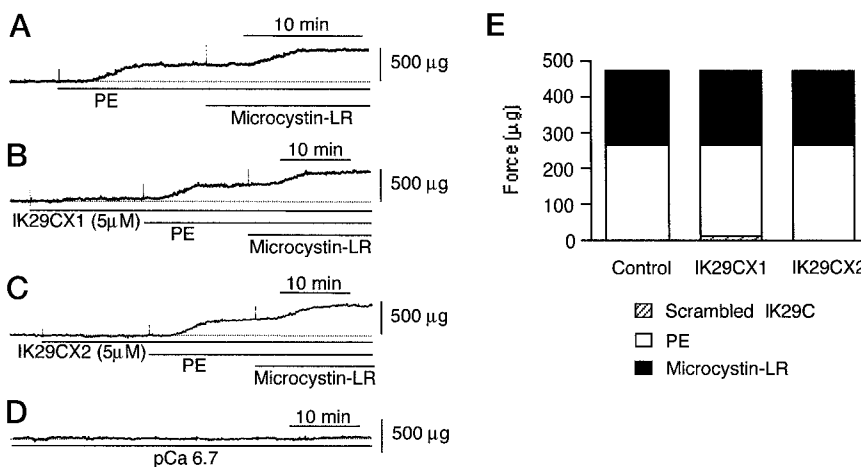 A
10 min
500 µg
PE
Microcystin-LR
B
10 min
500 µg
IK29CX1 (5µM)
PE
Microcystin-LR
C
10 min
500 µg
IK29CX2 (5µM)
PE
Microcystin-LR
D
10 min
500 µg
pCa 6.7
E
Force (µg)
500
400
300
200
100
0
Control IK29CX1 IK29CX2
Scrambled IK29C
PE
Microcystin-LR